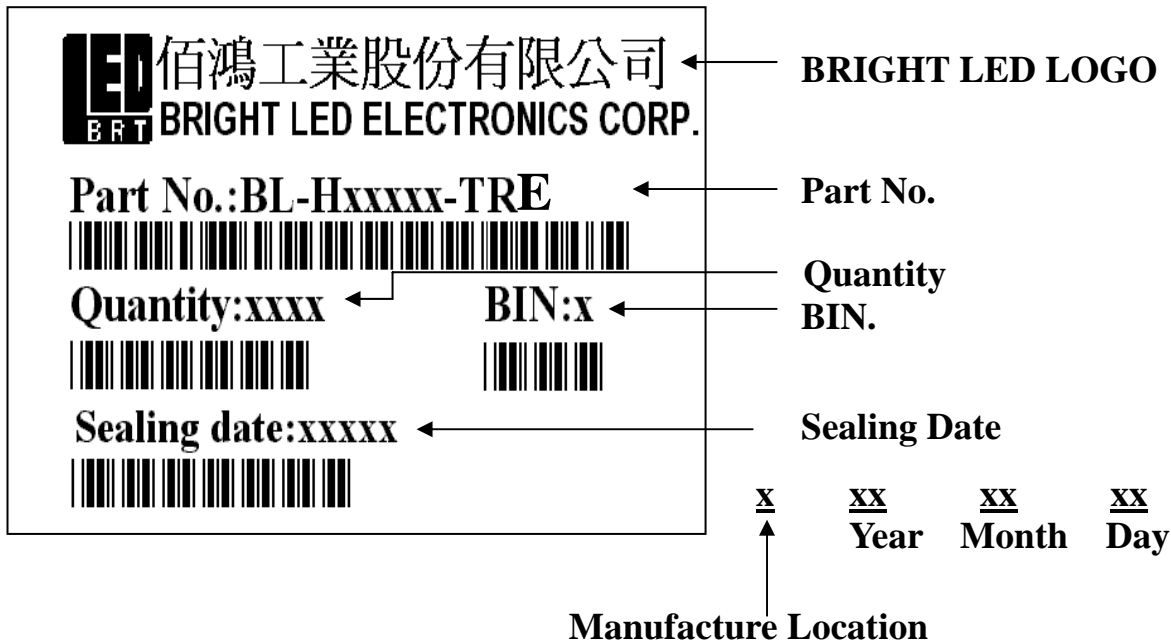 LED
BRT
佰鴻工業股份有限公司
BRIGHT LED ELECTRONICS CORP.
BRIGHT LED LOGO
Part No.:BL-Hxxxxx-TRE
Part No.
Quantity:xxxx
Quantity
BIN:x
BIN.
Sealing date:xxxxx
Sealing Date
x xx xx xx
Year Month Day
Manufacture Location